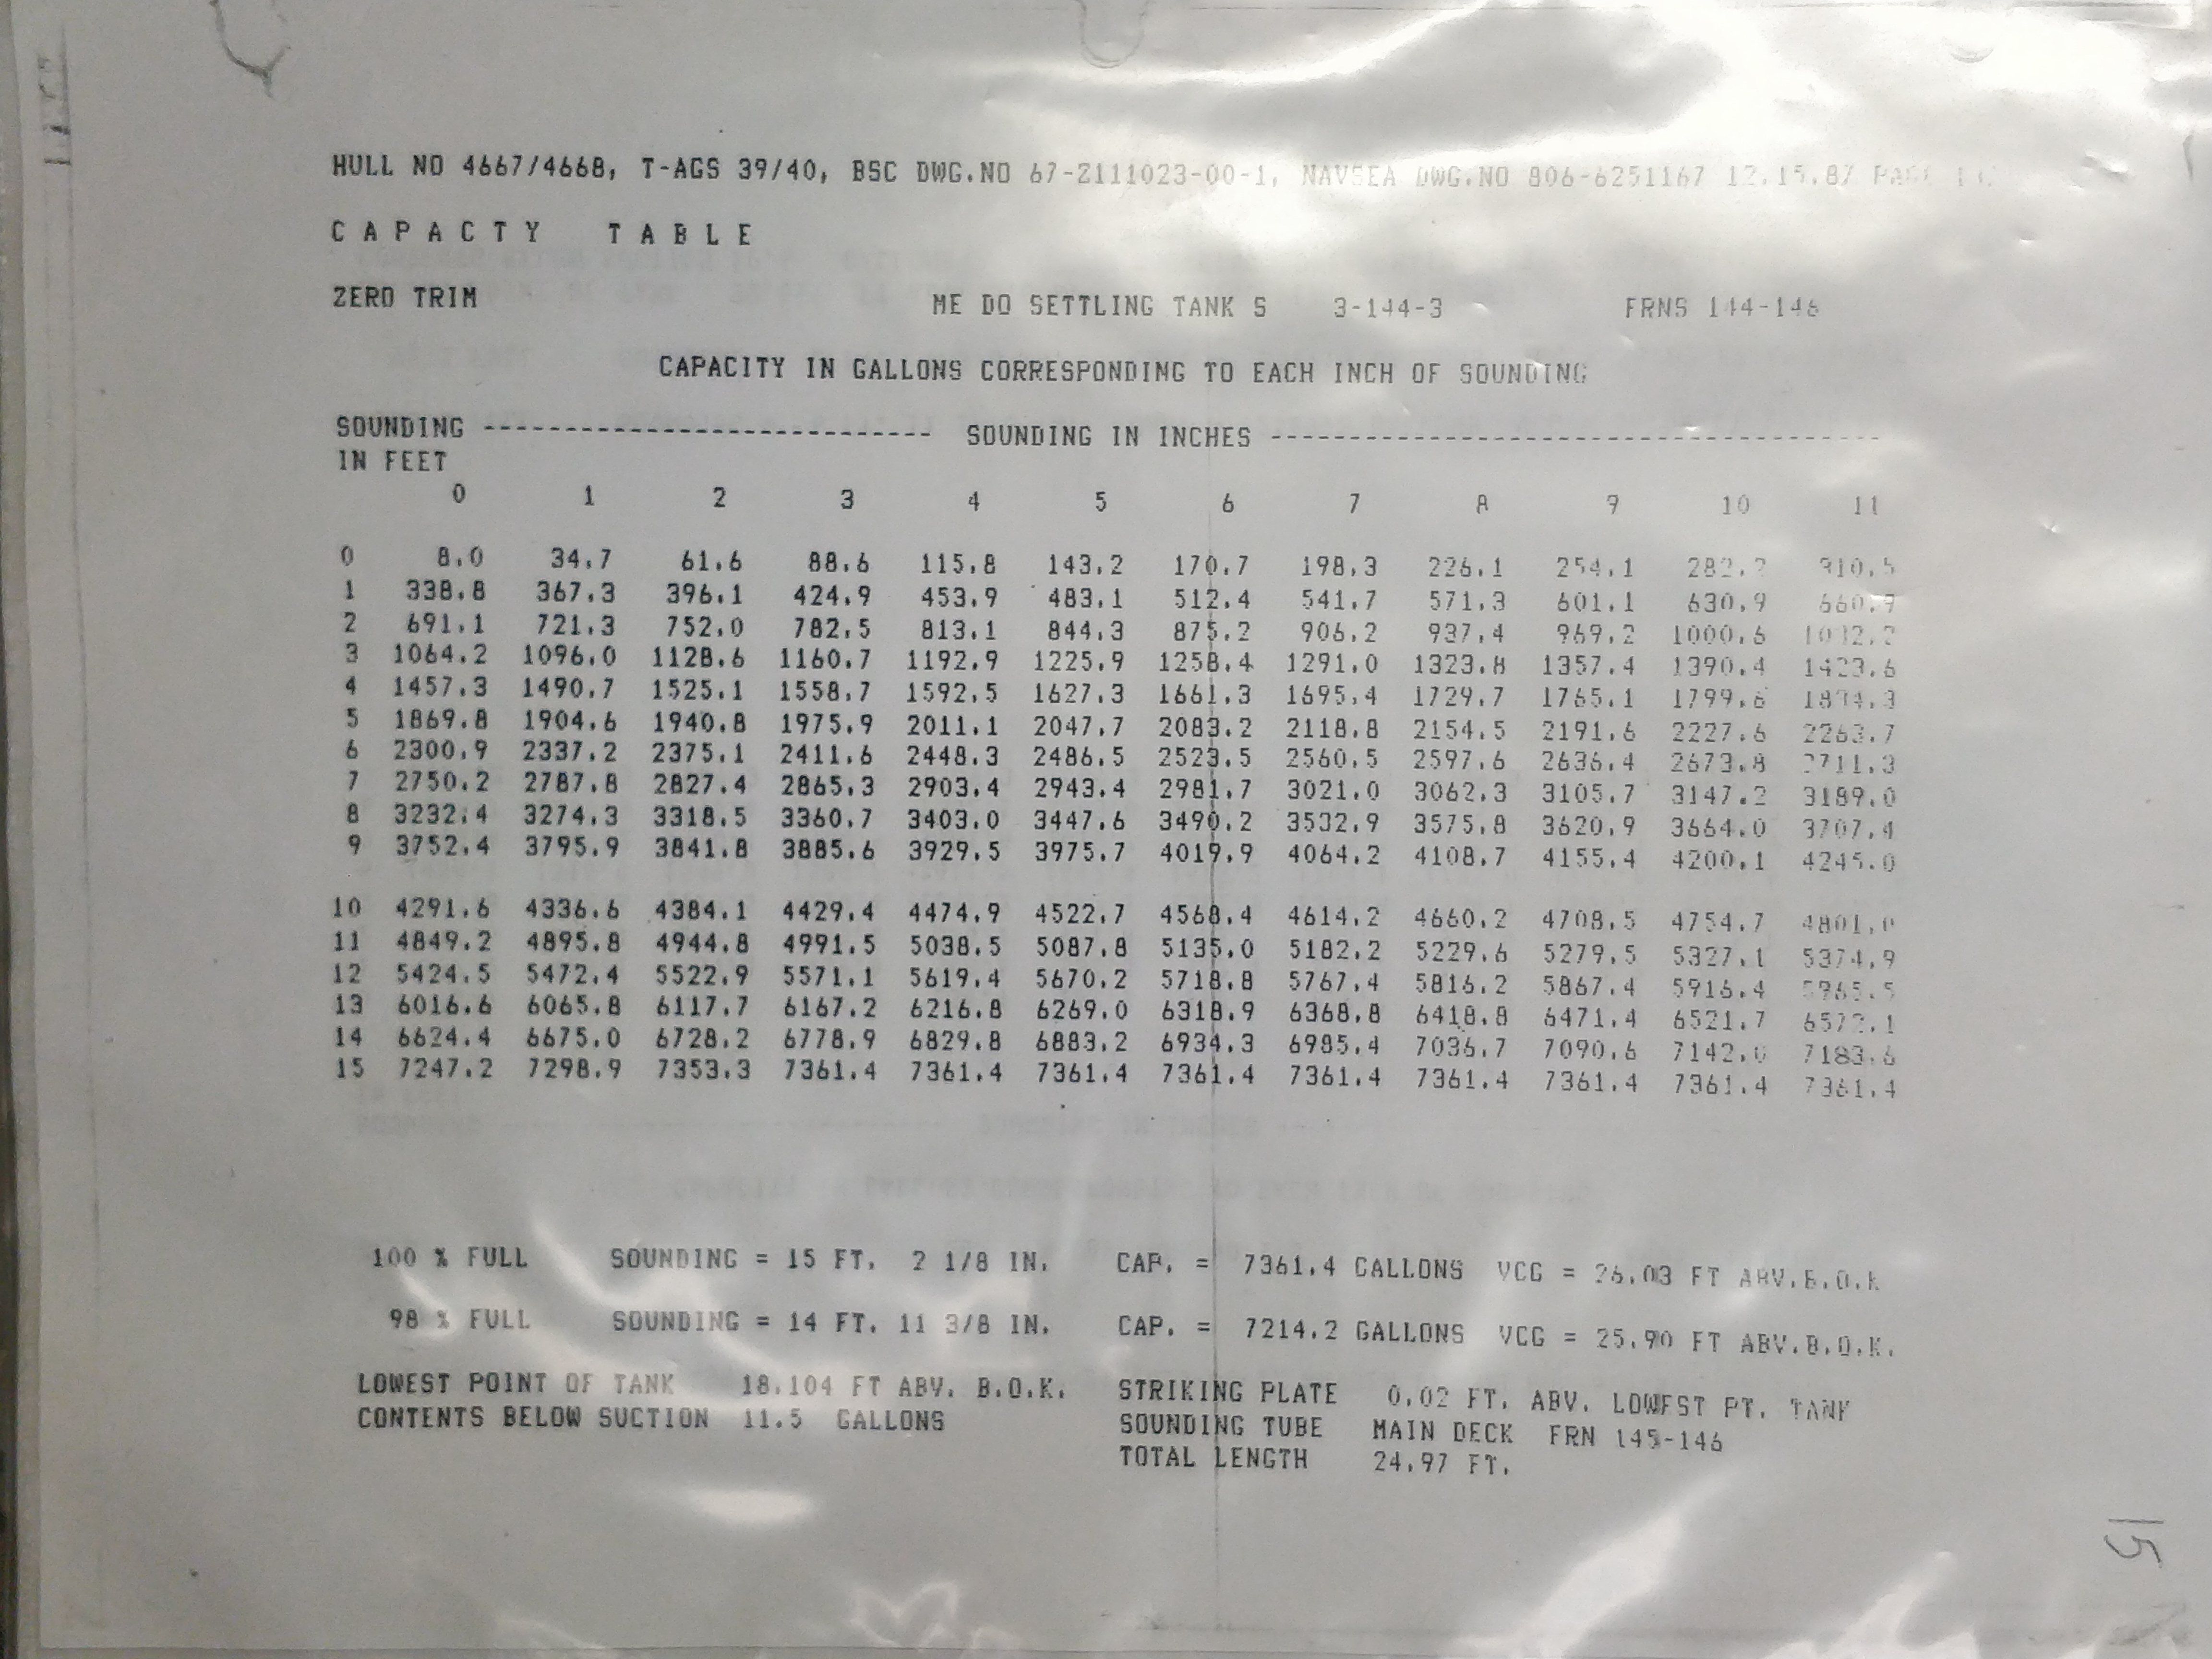 HULL NO 4667/4668, T-AGS 39/40, BSC DWG.NO 67-2111023-00-1, NAVSEA DWG.NO 806-6251167 12.15.87
C A P A C T Y T A B L E
ZERO TRIM ME DO SETTLING TANK S 3-144-3 FRNS 144-146
CAPACITY IN GALLONS CORRESPONDING TO EACH INCH OF SOUNDING
SOUNDING ---------------------------- SOUNDING IN INCHES ----------------------------
IN FEET
0 1 2 3 4 5 6 7 8 9 10 11
0 8.0 34.7 61.6 88.6 115.8 143.2 170.7 198.3 226.1 254.1 310.5
1 338.8 367.3 396.1 424.9 453.9 483.1 512.4 541.7 571.3 601.1 630.9 660.9
2 691.1 721.3 752.0 782.5 813.1 844.3 875.2 906.2 937.4 969.2 1000.6
3 1064.2 1096.0 1128.6 1160.7 1192.9 1225.9 1258.4 1291.0 1323.8 1357.4 1390.4 1423.6
4 1457.3 1490.7 1525.1 1558.7 1592.5 1627.3 1661.3 1695.4 1729.7 1765.1 1799.6
5 1869.8 1904.6 1940.8 1975.9 2011.1 2047.7 2083.2 2118.8 2154.5 2191.6 2227.6 2263.7
6 2300.9 2337.2 2375.1 2411.6 2448.3 2486.5 2523.5 2560.5 2597.6 2636.4 2673.8 2711.3
7 2750.2 2787.8 2827.4 2865.3 2903.4 2943.4 2981.7 3021.0 3062.3 3105.7 3147.2 3189.0
8 3232.4 3274.3 3318.5 3360.7 3403.0 3447.6 3490.2 3532.9 3575.8 3620.9 3664.0 3707.4
9 3752.4 3795.9 3841.8 3885.6 3929.5 3975.7 4019.9 4064.2 4108.7 4155.4 4200.1 4245.0
10 4291.6 4336.6 4384.1 4429.4 4474.9 4522.7 4568.4 4614.2 4660.2 4708.5 4754.7 4801.0
11 4849.2 4895.8 4944.8 4991.5 5038.5 5087.8 5135.0 5182.2 5229.6 5279.5 5327.1 5374.9
12 5424.5 5472.4 5522.9 5571.1 5619.4 5670.2 5718.8 5767.4 5816.2 5867.4 5916.4 5965.5
13 6016.6 6065.8 6117.7 6167.2 6216.8 6269.0 6318.9 6368.8 6418.8 6471.4 6521.7 6572.1
14 6624.4 6675.0 6728.2 6778.9 6829.8 6883.2 6934.3 6985.4 7036.7 7090.6 7142.0
15 7247.2 7298.9 7353.3 7361.4 7361.4 7361.4 7361.4 7361.4 7361.4 7361.4 7361.4 7361.4
100 % FULL SOUNDING = 15 FT. 2 1/8 IN. CAP. = 7361.4 GALLONS VCG = 26.03 FT ABV.B.O.K
98 % FULL SOUNDING = 14 FT. 11 3/8 IN. CAP. = 7214.2 GALLONS VCG = 25.90 FT ABV.B.O.K.
LOWEST POINT OF TANK 18.104 FT ABV. B.O.K. STRIKING PLATE 0.02 FT. ABV. LOWEST PT. TANK
CONTENTS BELOW SUCTION 11.5 GALLONS SOUNDING TUBE MAIN DECK FRN 145-146
TOTAL LENGTH 24.97 FT.
15